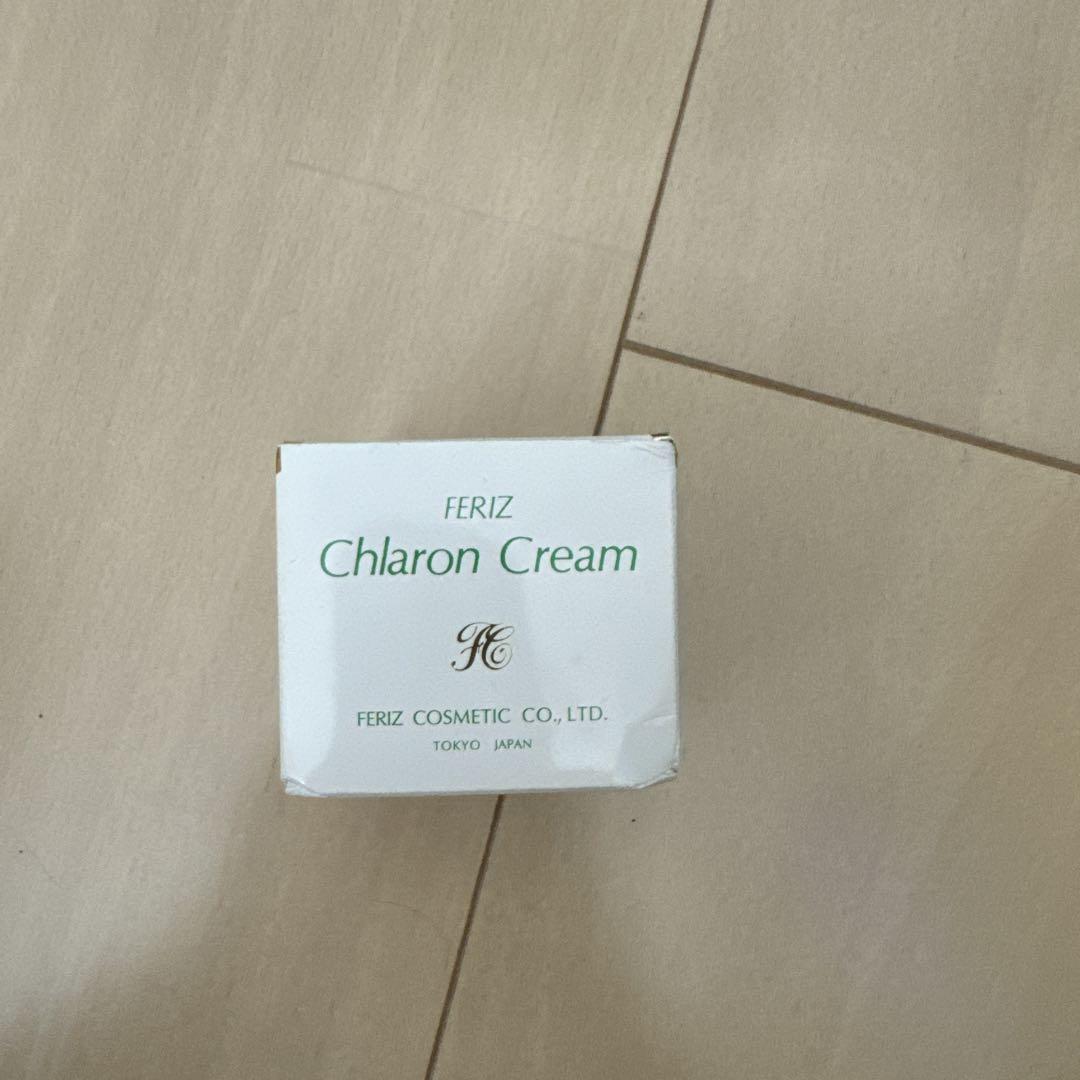 FERIZ
Chlaron Cream
FC
FERIZ COSMETIC CO., LTD.
TOKYO JAPAN